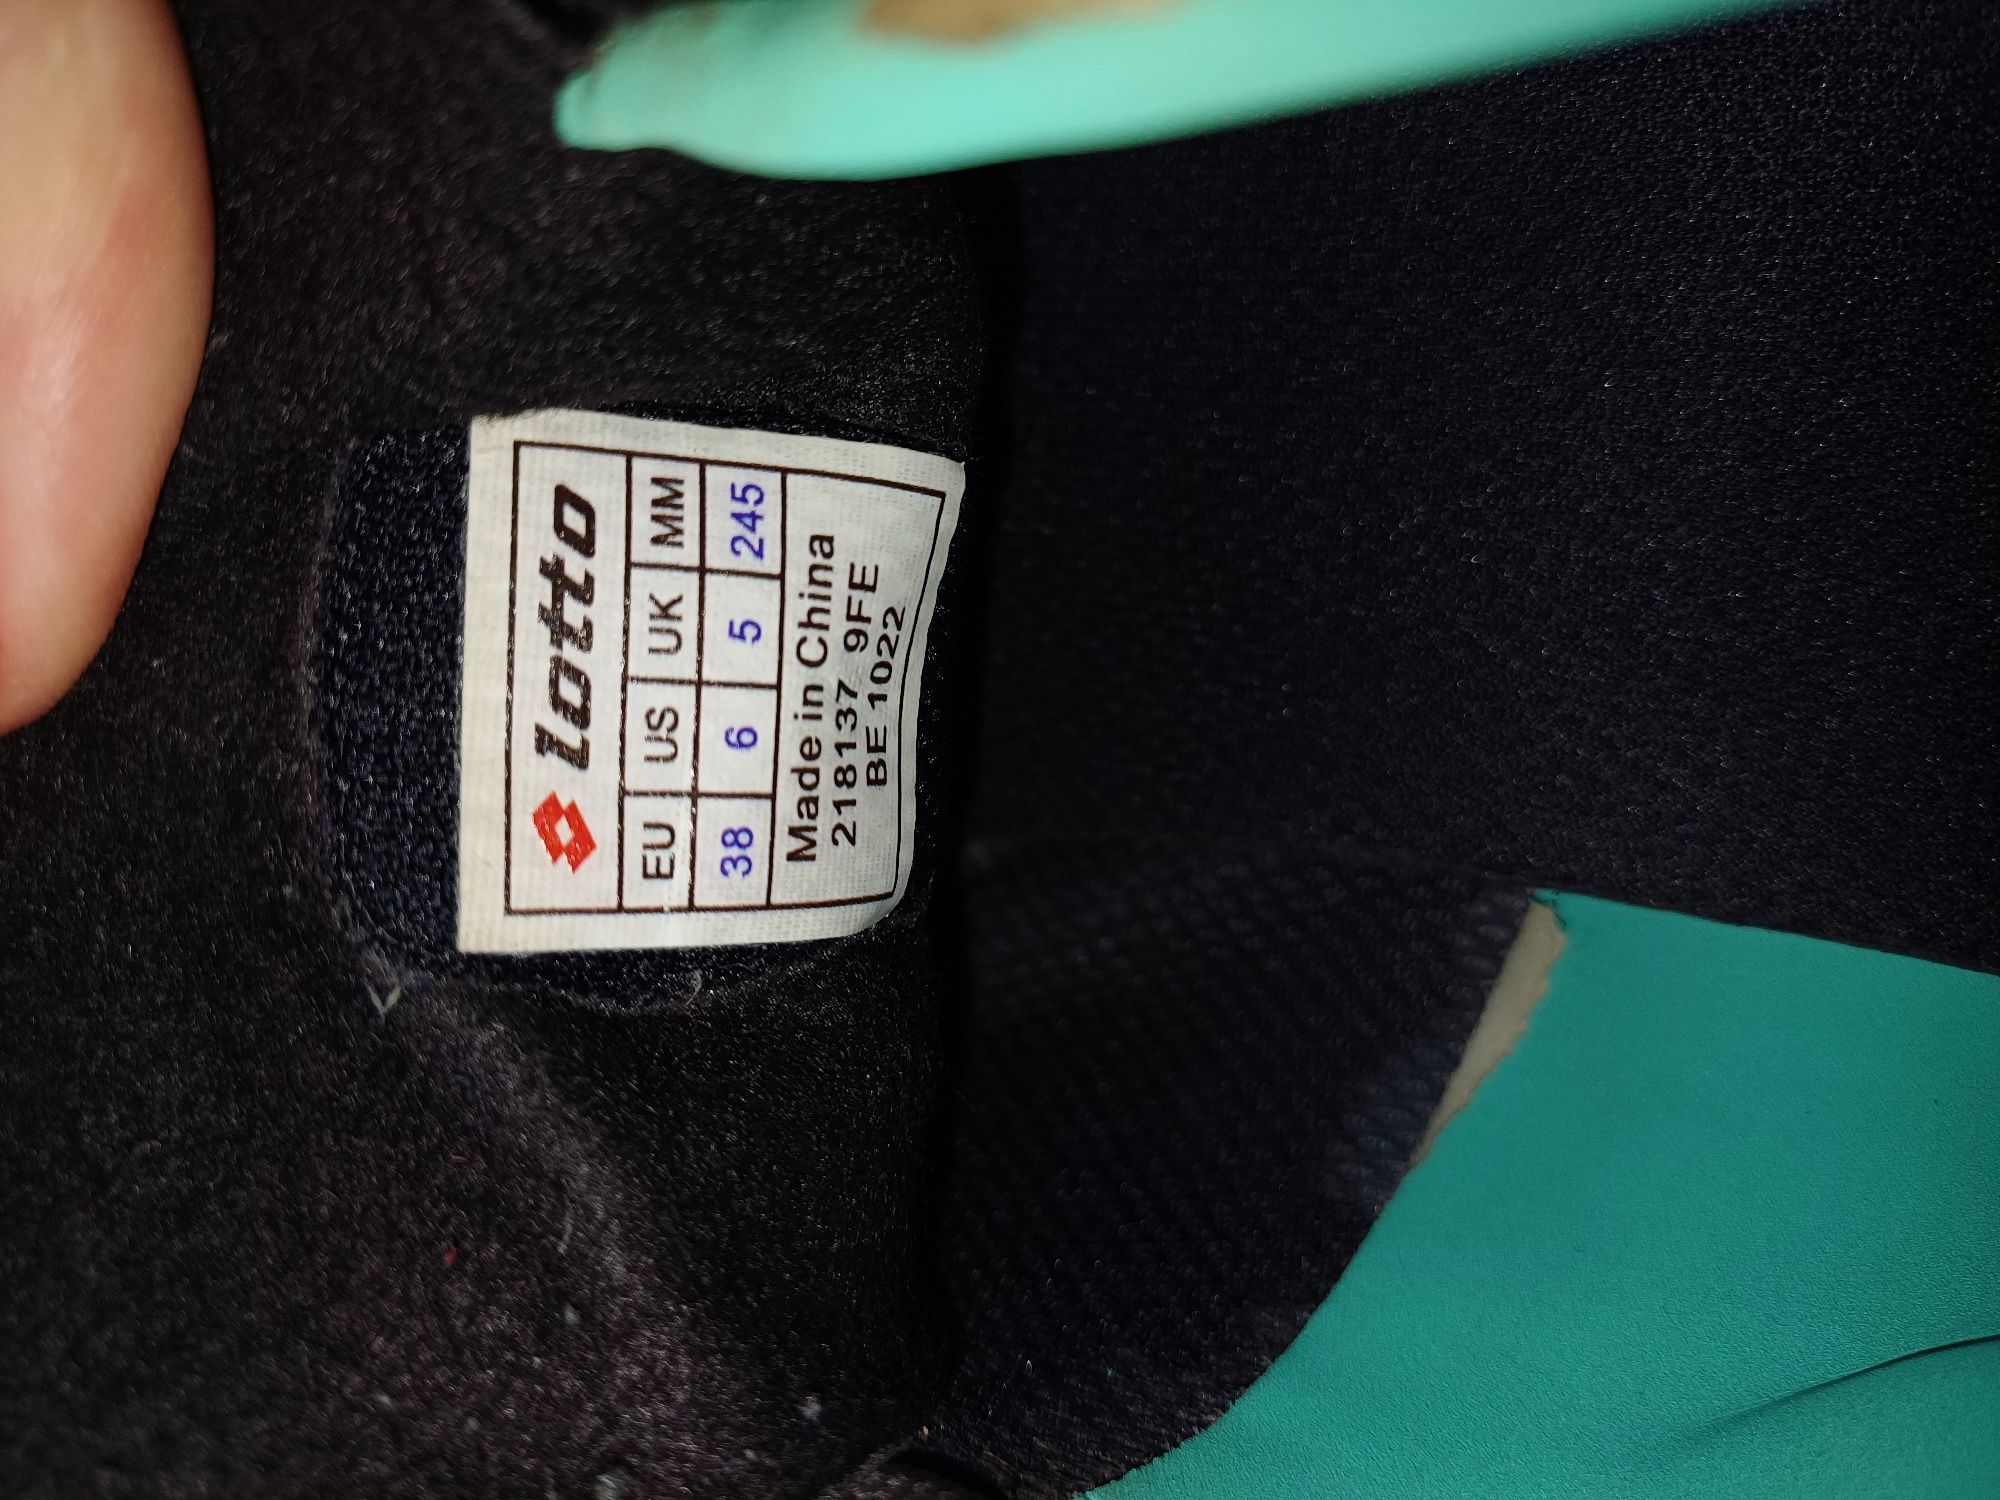 Lotto
EU US UK MM
38 6 5 245
Made in China
218137 9FE
BE 1022